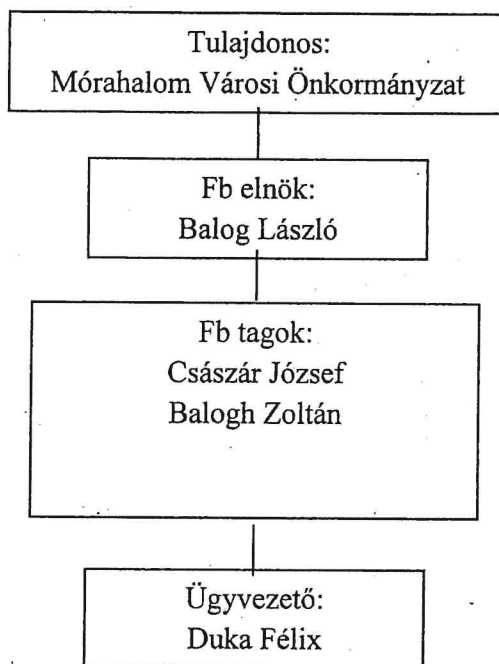 Tulajdonos:
Mórahalom Városi Önkormányzat
Fb elnök:
Balog László
Fb tagok:
Császár József
Balogh Zoltán
Ügyvezető:
Duka Félix